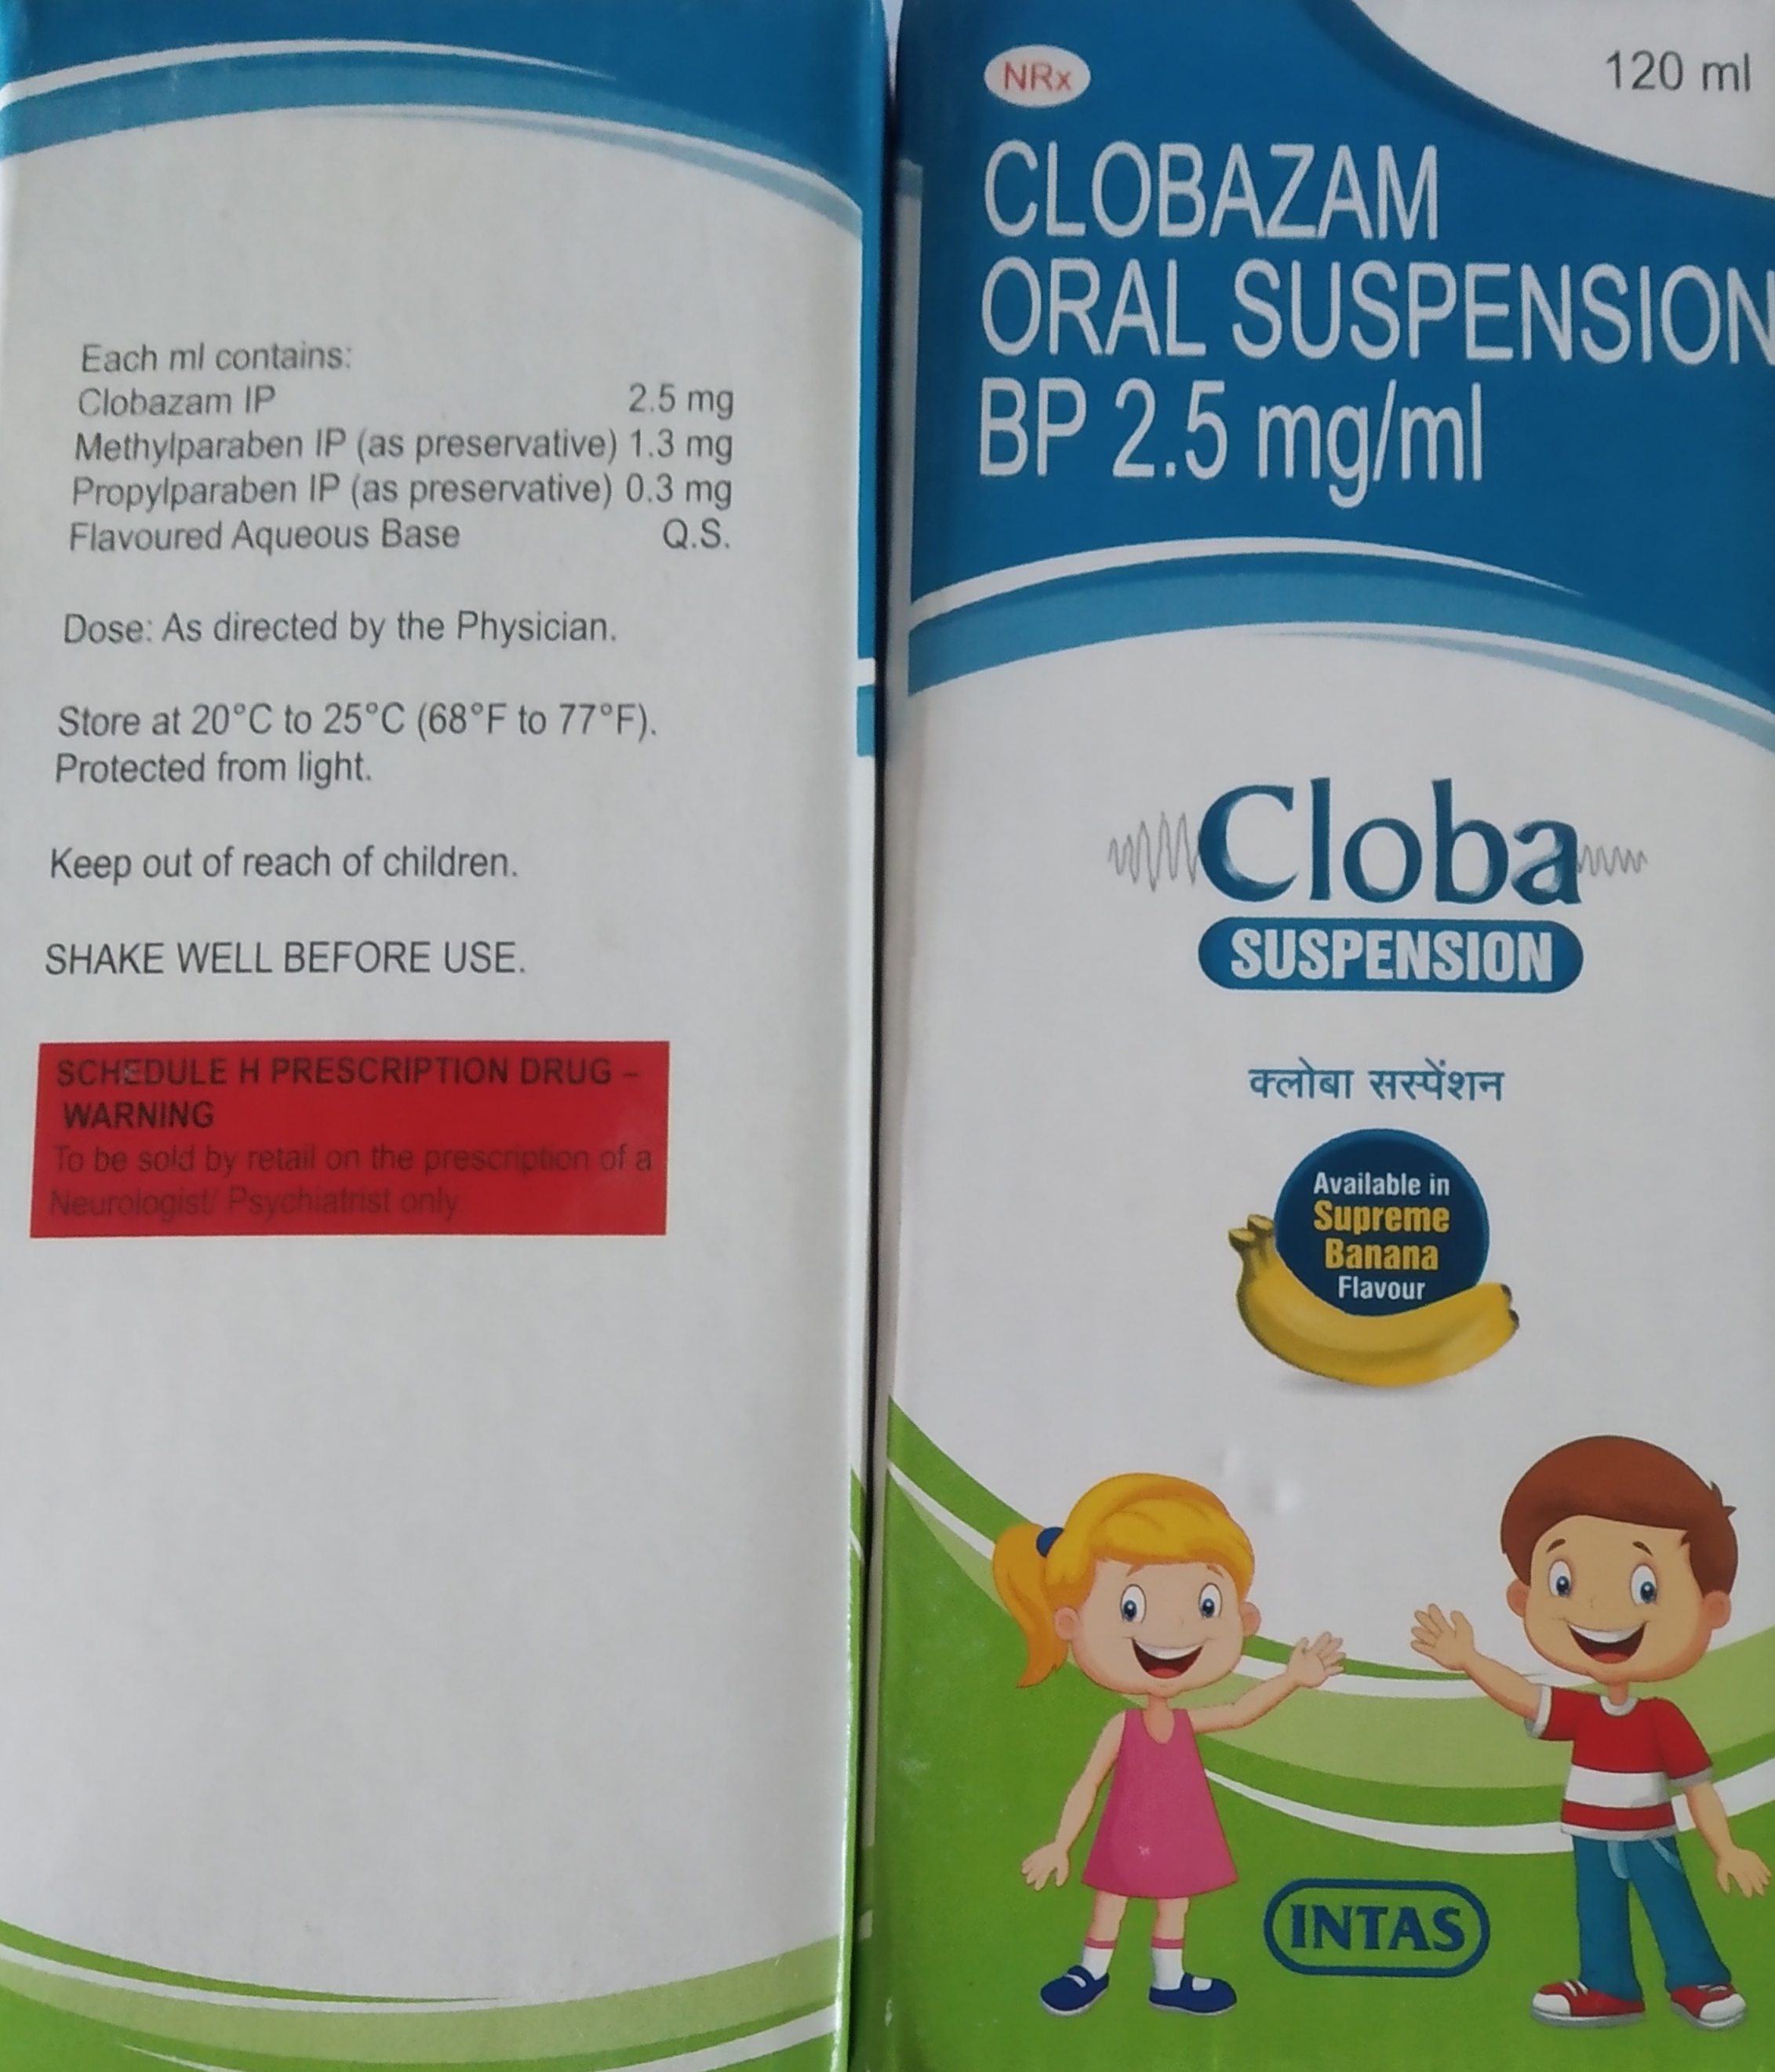 Each ml contains:
Clobazam IP 2.5 mg
Methylparaben IP (as preservative) 1.3 mg
Propylparaben IP (as preservative) 0.3 mg
Flavoured Aqueous Base Q.S.
Dose: As directed by the Physician.
Store at 20°C to 25°C (68°F to 77°F).
Protected from light.
Keep out of reach of children.
SHAKE WELL BEFORE USE.
SCHEDULE H PRESCRIPTION DRUG –
WARNING
To be sold by retail on the prescription of a
Neurologist/ Psychiatrist only
NRx
120 ml
CLOBAZAM
ORAL SUSPENSION
BP 2.5 mg/ml
Cloba
SUSPENSION
क्लोबा सस्पेंशन
Available in
Supreme
Banana
Flavour
INTAS